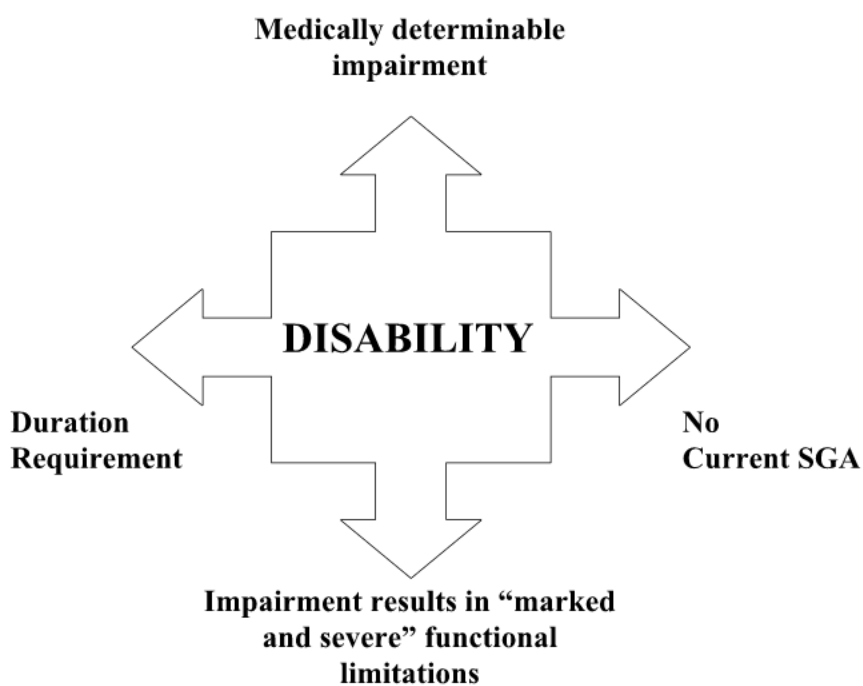 Medically determinable
impairment
DISABILITY
Duration
Requirement
No
Current SGA
Impairment results in “marked
and severe” functional
limitations